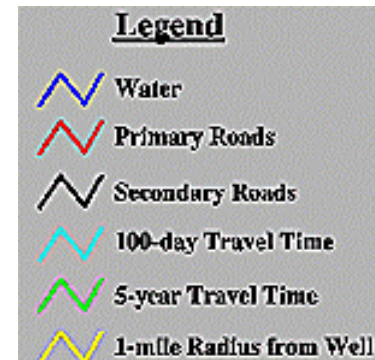 Legend
Water
Primary Roads
Secondary Roads
100-day Travel Time
5-year Travel Time
1-mile Radius from Well